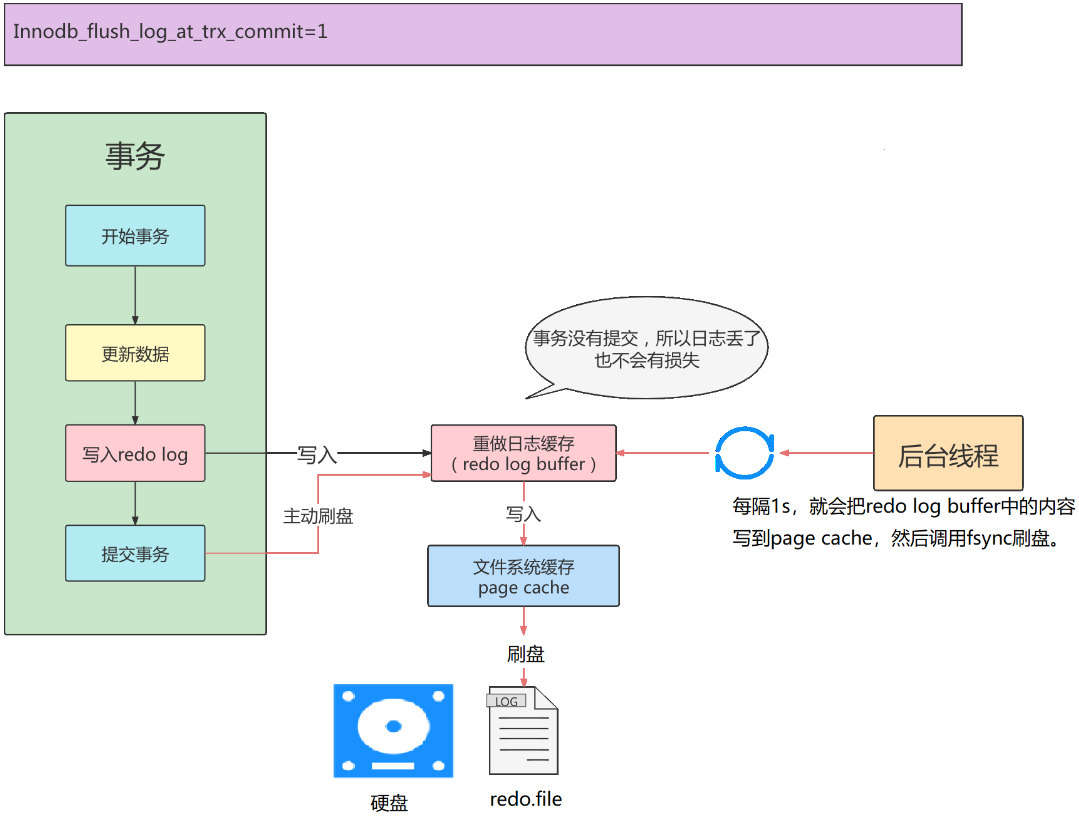 Innodb_flush_log_at_trx_commit=1
事务
开始事务
更新数据
写入redo log
提交事务
写入
主动刷盘
事务没有提交，所以日志丢了
也不会有损失
重做日志缓存
（redo log buffer）
写入
文件系统缓存
page cache
刷盘
LOG
硬盘
redo.file
后台线程
每隔1s，就会把redo log buffer中的内容
写到page cache，然后调用fsync刷盘。